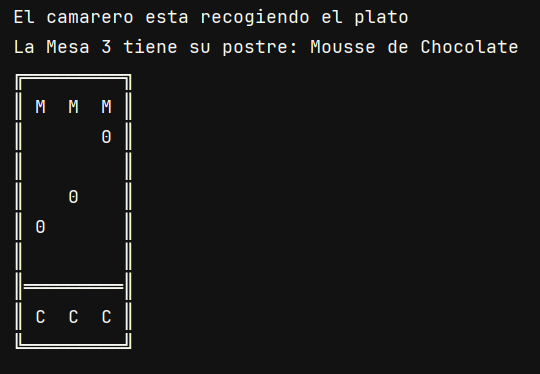 El camarero esta recogiendo el plato
La Mesa 3 tiene su postre: Mousse de Chocolate
M M M
0
0
0
C C C